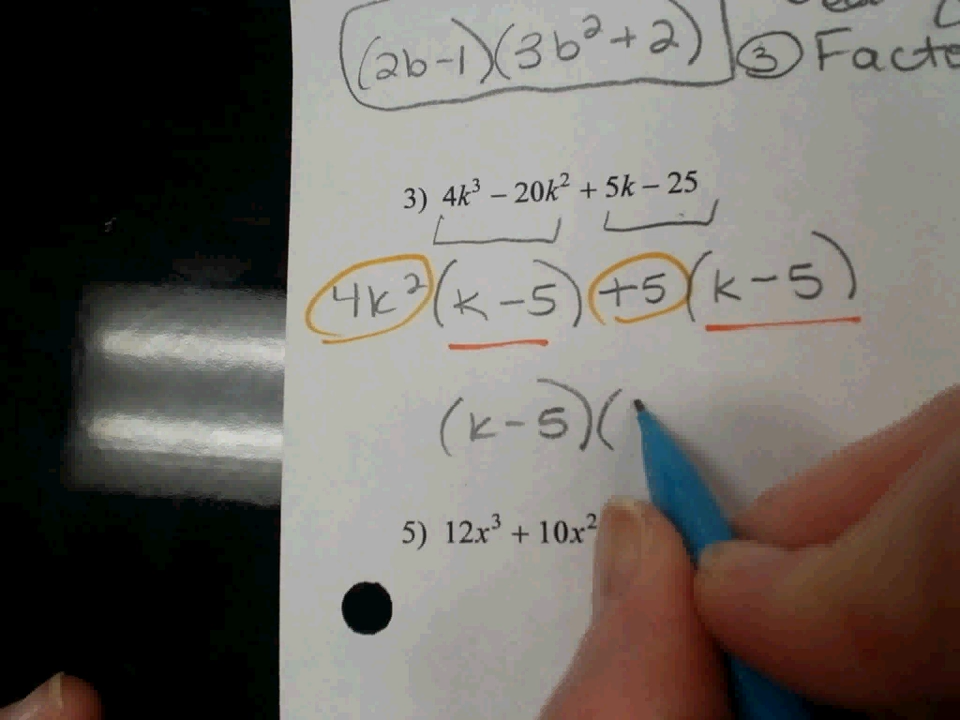 (2b-1)(3b²+2) ③ Facto
3) 4k³ – 20k² + 5k – 25
4k²(k-5)+5(k-5)
(k-5)(
5) 12x³ + 10x²